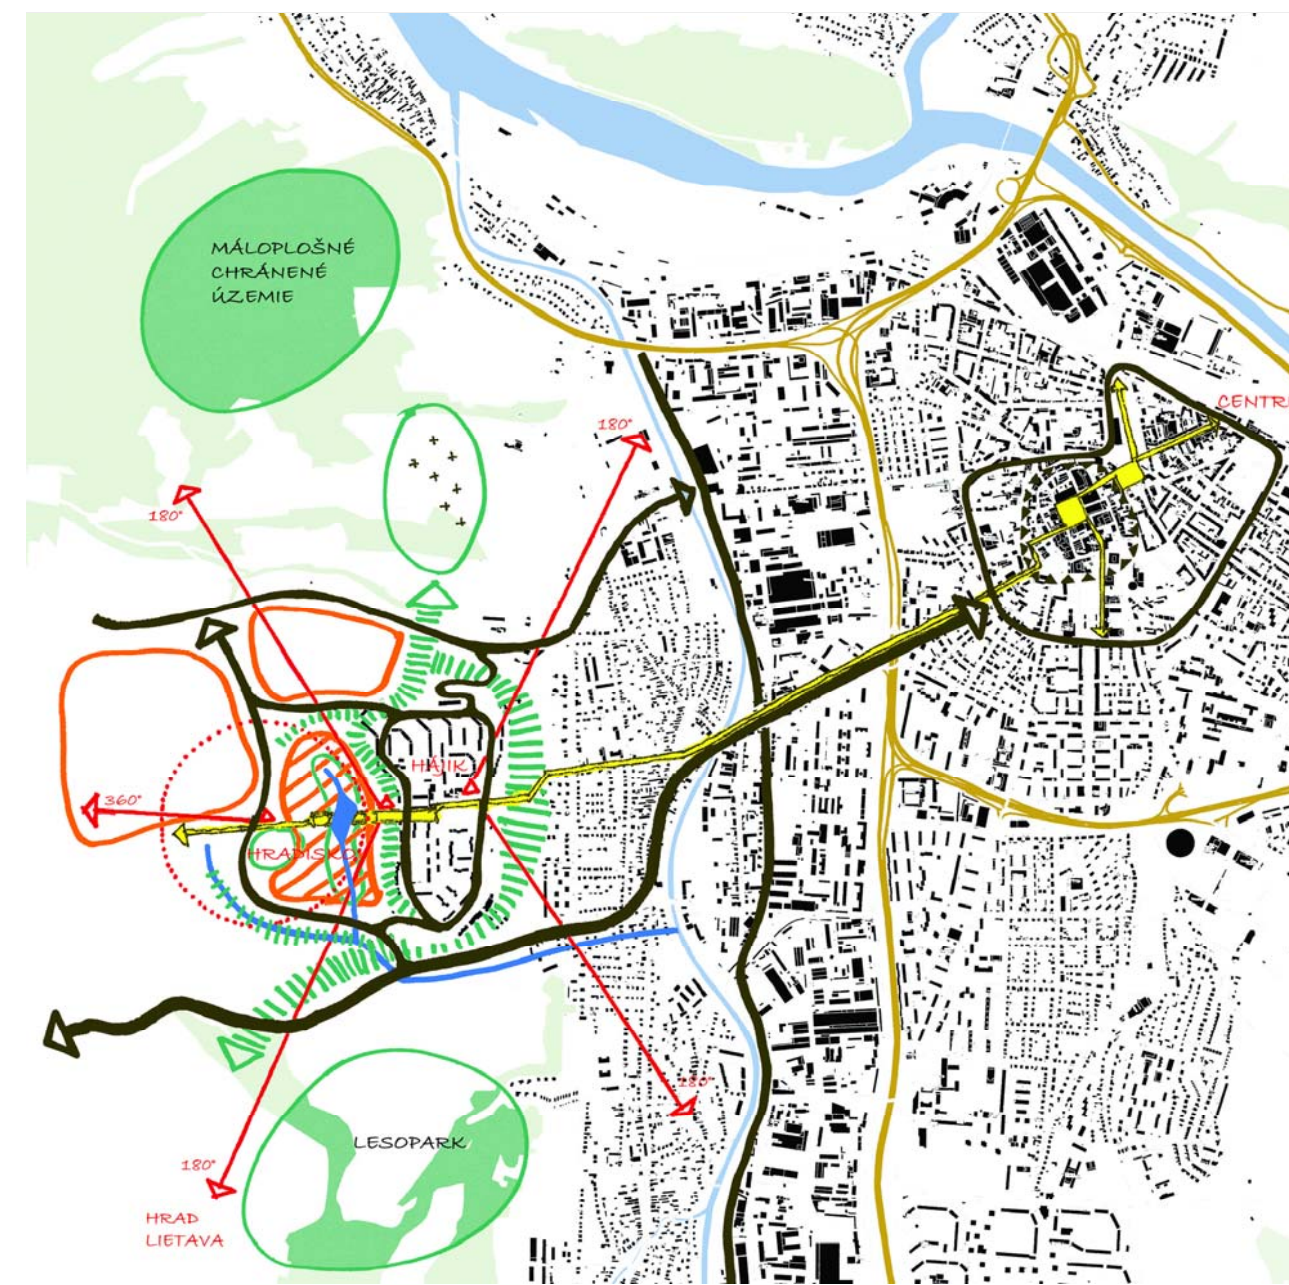 MÁLOPLOŠNÉ
CHRÁNENÉ
ÚZEMIE
CENTR
180°
180°
HÁJIK
360°
HRADISKO
180°
LESOPARK
180°
HRAD
LIETAVA